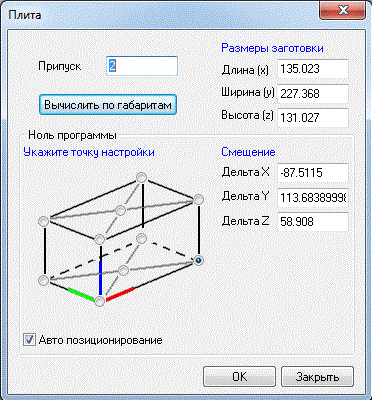 Плита
Размеры заготовки
Припуск 2
Длина (x) 135.023
Ширина (y) 227.368
Вычислить по габаритам
Высота (z) 131.027
Ноль программы
Укажите точку настройки
Смещение
Дельта X -87.5115
Дельта Y 113.68389998
Дельта Z 58.908
Авто позиционирование
OK
Закрыть